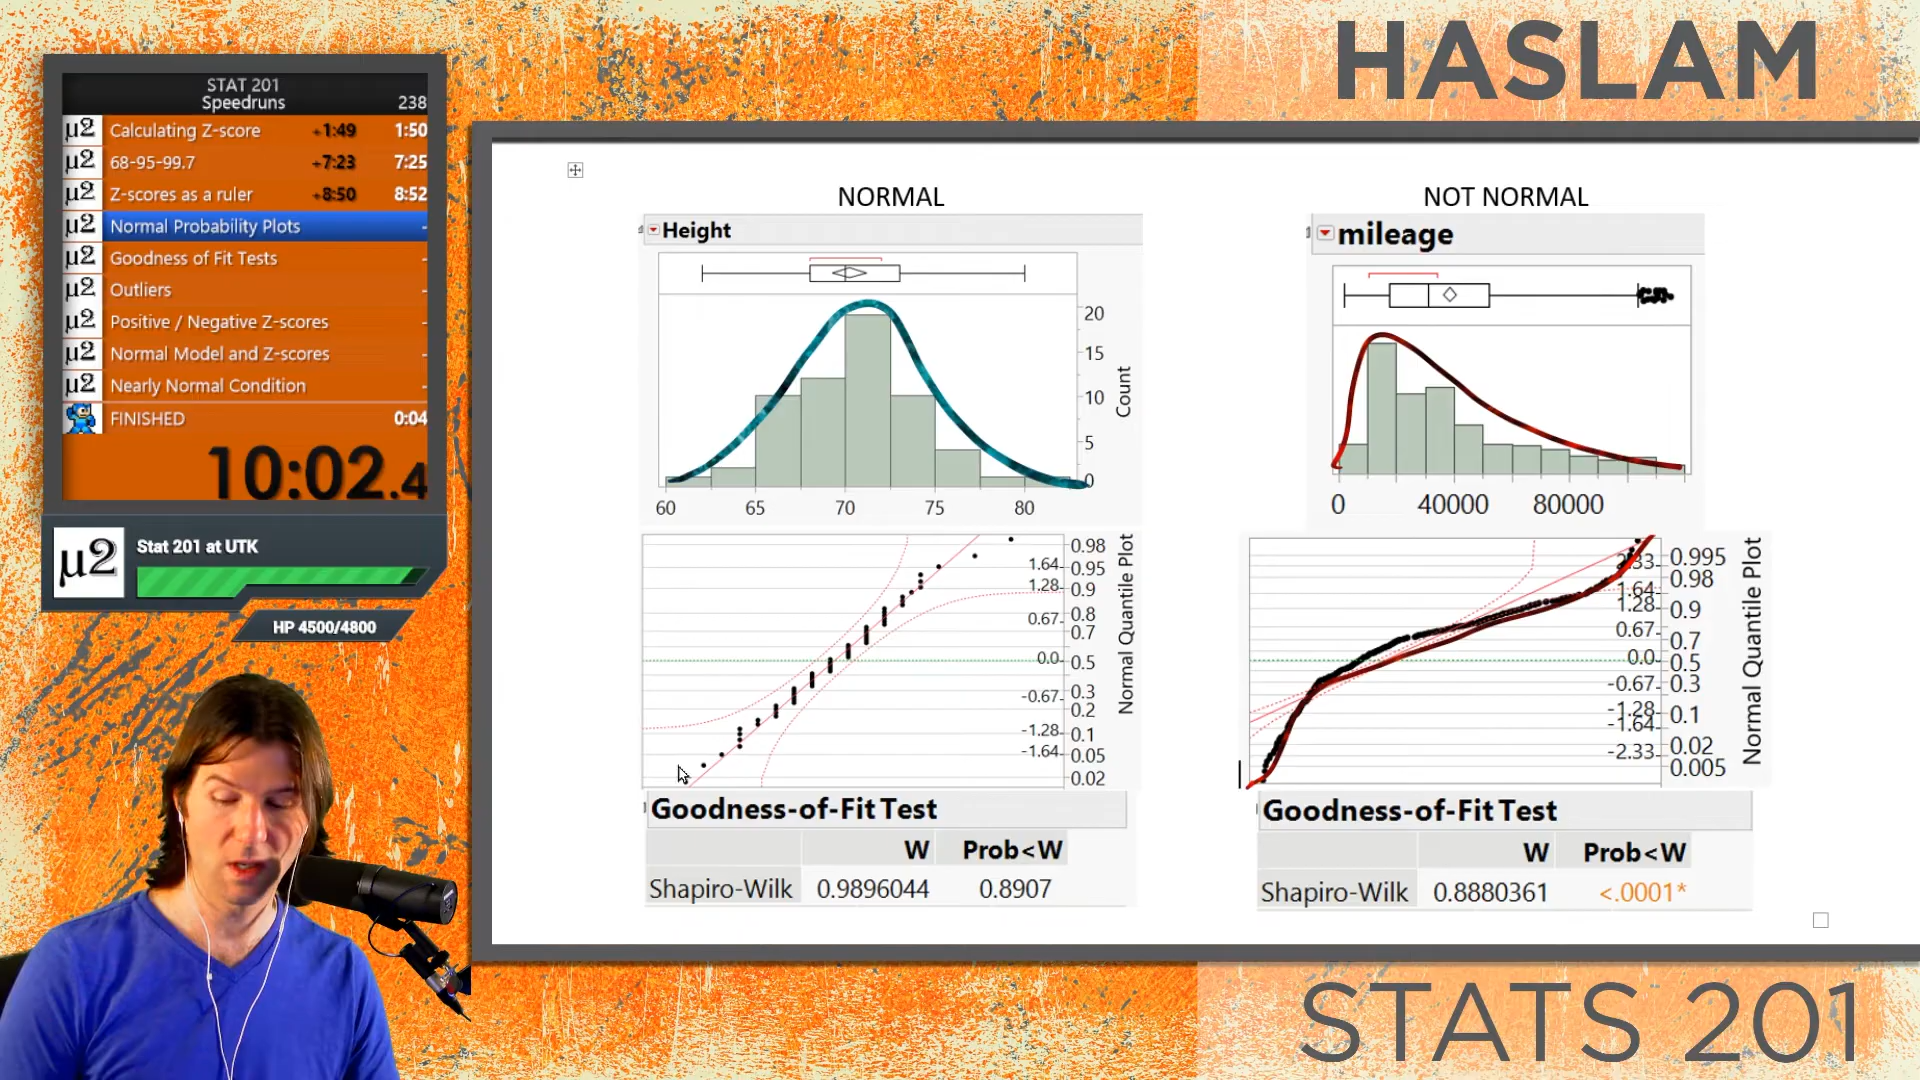 HASLAM
STAT 201
Speedruns 238
μ2 Calculating Z-score +1:49 1:50
μ2 68-95-99.7 +7:23 7:25
μ2 Z-scores as a ruler +8:50 8:52
μ2 Normal Probability Plots -
μ2 Goodness of Fit Tests -
μ2 Outliers -
μ2 Positive / Negative Z-scores -
μ2 Normal Model and Z-scores -
μ2 Nearly Normal Condition -
FINISHED 0:04
10:02.4
μ2 Stat 201 at UTK
HP 4500/4800
NORMAL
Height
20
15
10
5
0
Count
60 65 70 75 80
0.98
1.64 0.95
1.28 0.9
0.8
0.67 0.7
0.0 0.5
-0.67 0.3
0.2
-1.28 0.1
-1.64 0.05
0.02
Normal Quantile Plot
Goodness-of-Fit Test
W Prob<W
Shapiro-Wilk 0.9896044 0.8907
NOT NORMAL
mileage
0 40000 80000
2.33 0.995
1.64 0.98
1.28 0.9
0.67 0.7
0.0 0.5
-0.67 0.3
-1.28 0.1
-1.64
-2.33 0.02
0.005
Normal Quantile Plot
Goodness-of-Fit Test
W Prob<W
Shapiro-Wilk 0.8880361 <.0001*
STATS 201